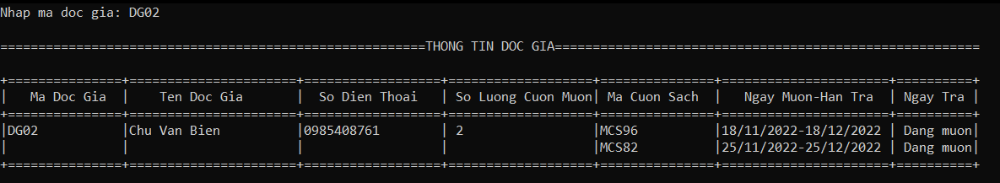 Nhap ma doc gia: DG02
========================================================THONG TIN DOC GIA========================================================
+===============+======================+==================+===================+===============+======================+==========+
|   Ma Doc Gia  |    Ten Doc Gia       |  So Dien Thoai   | So Luong Cuon Muon| Ma Cuon Sach  |   Ngay Muon-Han Tra  | Ngay Tra |
+===============+======================+==================+===================+===============+======================+==========+
|DG02           |Chu Van Bien          |0985408761        | 2                 |MCS96          |18/11/2022-18/12/2022 | Dang muon|
|               |                      |                  |                   |MCS82          |25/11/2022-25/12/2022 | Dang muon|
+===============+======================+==================+===================+===============+======================+==========+